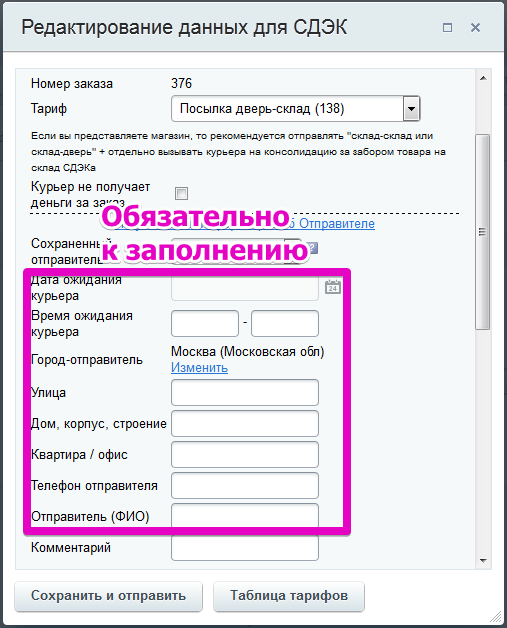 Редактирование данных для СДЭК
Номер заказа 376
Тариф Посылка дверь-склад (138)
Если вы представляете магазин, то рекомендуется отправлять "склад-склад или
склад-дверь" + отдельно вызывать курьера на консолидацию за забором товара на
склад СДЭКа
Курьер не получает
деньги за заказ
Обязательно
к заполнению
Отправителе
Сохраненный
отправитель ?
Дата ожидания
курьера 24
Время ожидания
курьера -
Город-отправитель Москва (Московская обл)
Изменить
Улица
Дом, корпус, строение
Квартира / офис
Телефон отправителя
Отправитель (ФИО)
Комментарий
Сохранить и отправить Таблица тарифов